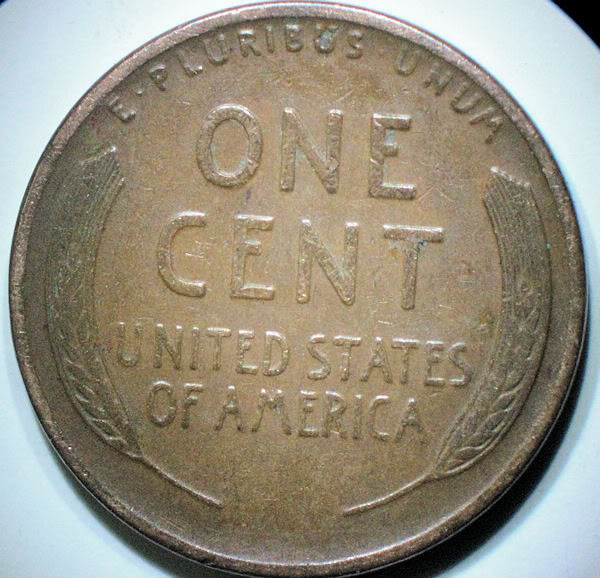 E·PLURIBUS UNUM
ONE
CENT
UNITED STATES
OF AMERICA